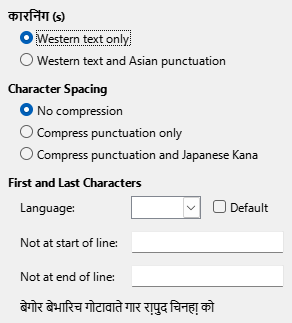 कारनिंग (s)
Western text only
Western text and Asian punctuation
Character Spacing
No compression
Compress punctuation only
Compress punctuation and Japanese Kana
First and Last Characters
Language:
Default
Not at start of line:
Not at end of line:
बेगोर बेभारिच गोटावाते गार रा़पुद चिनहा़ को